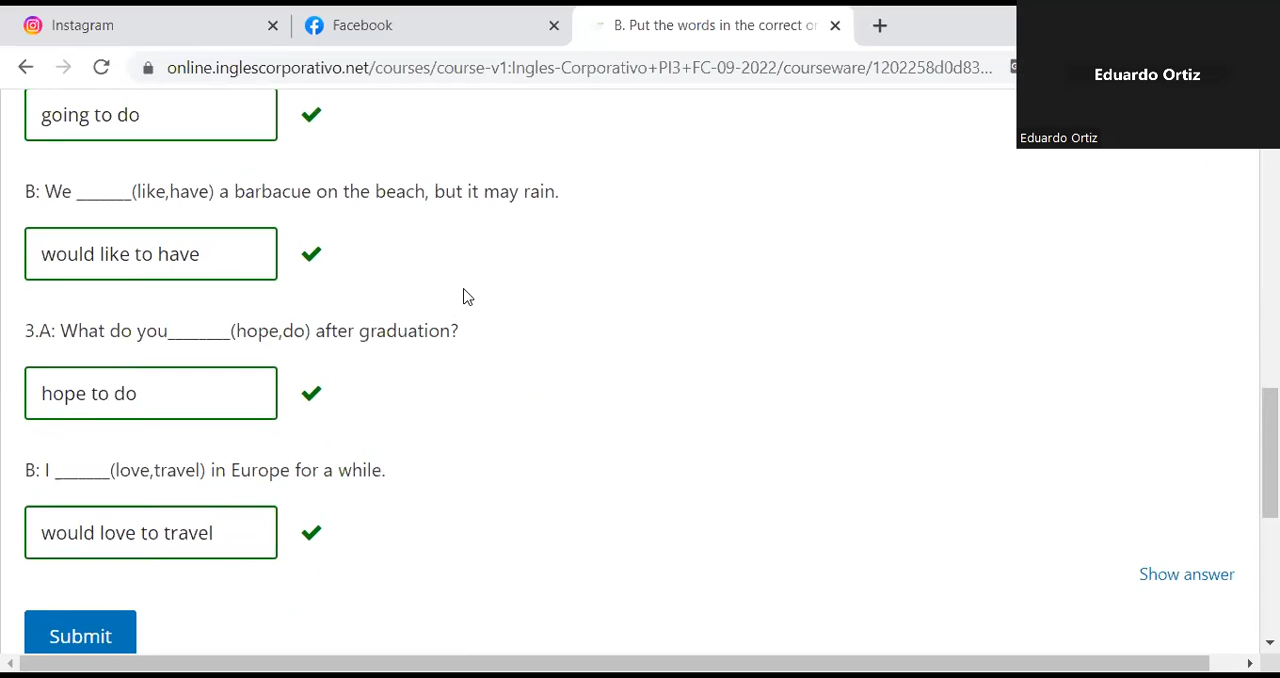 Instagram
Facebook
B. Put the words in the correct or
online.inglescorporativo.net/courses/course-v1:Ingles-Corporativo+PI3+FC-09-2022/courseware/1202258d0d83...
Eduardo Ortiz
Eduardo Ortiz
going to do
B: We ______(like,have) a barbacue on the beach, but it may rain.
would like to have
3.A: What do you_______(hope,do) after graduation?
hope to do
B: I ______(love,travel) in Europe for a while.
would love to travel
Show answer
Submit